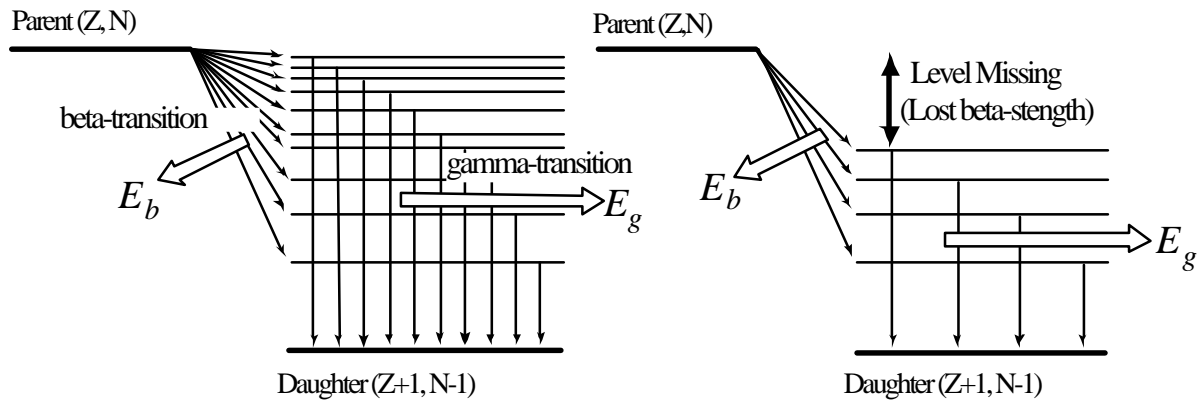 Parent (Z, N)
beta-transition
E_b
gamma-transition
E_g
Daughter (Z+1, N-1)
Parent (Z,N)
Level Missing
(Lost beta-stength)
E_b
E_g
Daughter (Z+1, N-1)